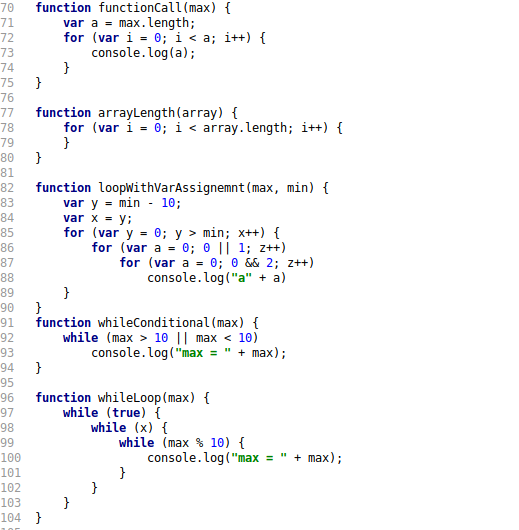 70 function functionCall(max) {
71     var a = max.length;
72     for (var i = 0; i < a; i++) {
73         console.log(a);
74     }
75 }
76
77 function arrayLength(array) {
78     for (var i = 0; i < array.length; i++) {
79     }
80 }
81
82 function loopWithVarAssignemnt(max, min) {
83     var y = min - 10;
84     var x = y;
85     for (var y = 0; y > min; x++) {
86         for (var a = 0; 0 || 1; z++)
87             for (var a = 0; 0 && 2; z++)
88                 console.log("a" + a)
89     }
90 }
91 function whileConditional(max) {
92     while (max > 10 || max < 10)
93         console.log("max = " + max);
94 }
95
96 function whileLoop(max) {
97     while (true) {
98         while (x) {
99             while (max % 10) {
100                 console.log("max = " + max);
101             }
102         }
103     }
104 }